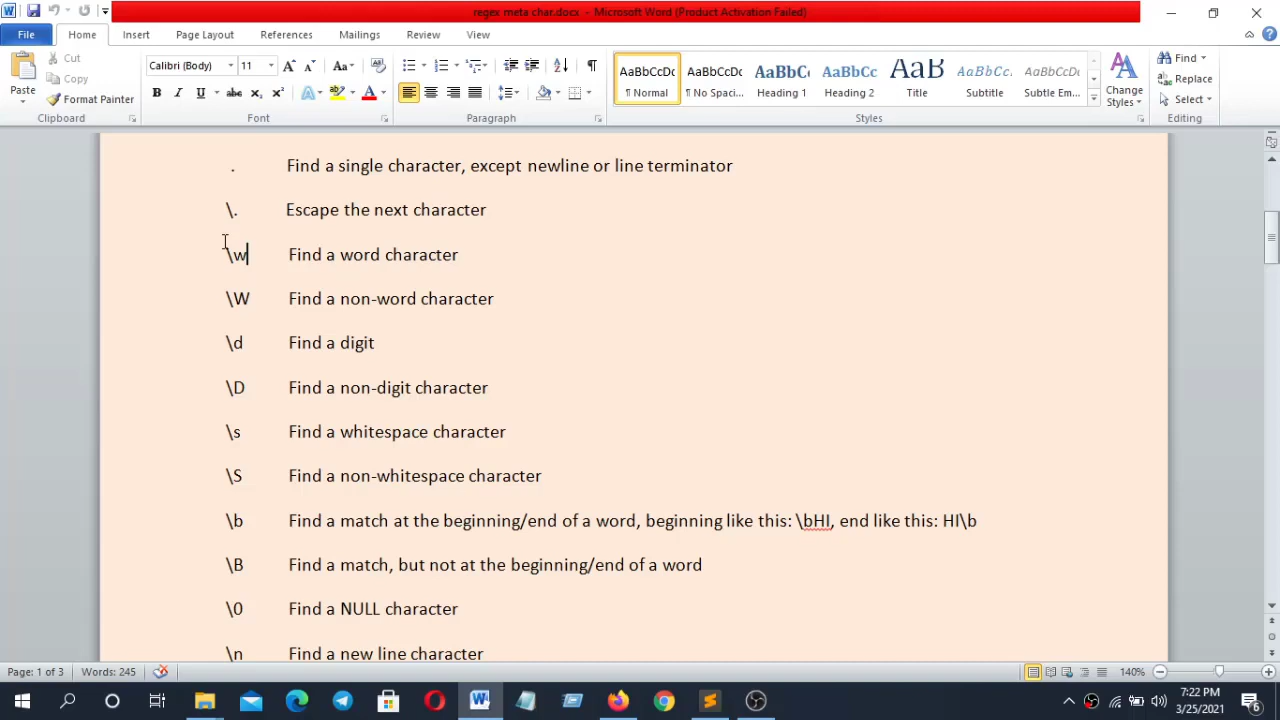 regex meta char.docx - Microsoft Word (Product Activation Failed)
File Home Insert Page Layout References Mailings Review View
Paste
Cut
Copy
Format Painter
Clipboard
Calibri (Body) 11
Font
Paragraph
AaBbCcDc AaBbCcDc AaBbC( AaBbCc AaB AaBbCc. AaBbCcDc
¶ Normal ¶ No Spaci... Heading 1 Heading 2 Title Subtitle Subtle Em...
Change
Styles
Styles
Find
Replace
Select
Editing
. Find a single character, except newline or line terminator
\. Escape the next character
\w Find a word character
\W Find a non-word character
\d Find a digit
\D Find a non-digit character
\s Find a whitespace character
\S Find a non-whitespace character
\b Find a match at the beginning/end of a word, beginning like this: \bHI, end like this: HI\b
\B Find a match, but not at the beginning/end of a word
\0 Find a NULL character
\n Find a new line character
Page: 1 of 3 Words: 245 140%
7:22 PM
3/25/2021
6